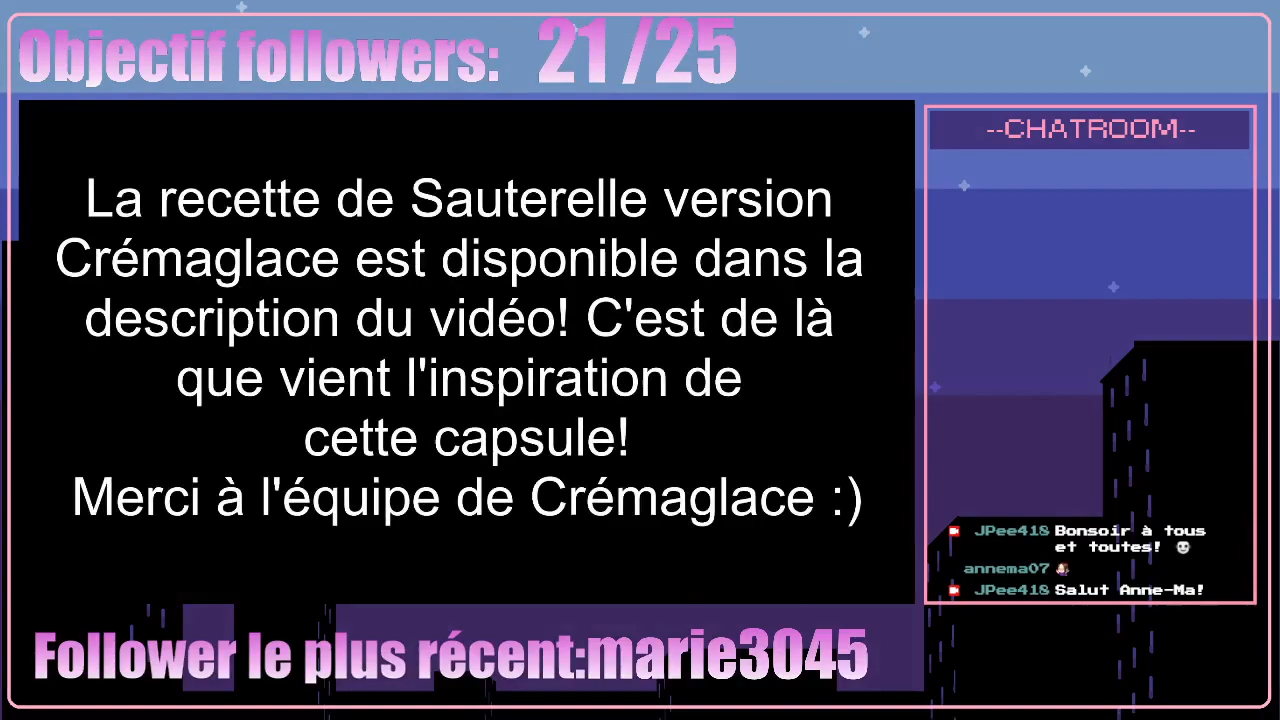 Objectif followers: 21/25
--CHATROOM--
La recette de Sauterelle version
Crémaglace est disponible dans la
description du vidéo! C'est de là
que vient l'inspiration de
cette capsule!
Merci à l'équipe de Crémaglace :)
JPee418 Bonsoir à tous
et toutes!
annema07
JPee418 Salut Anne-Ma!
Follower le plus récent:marie3045